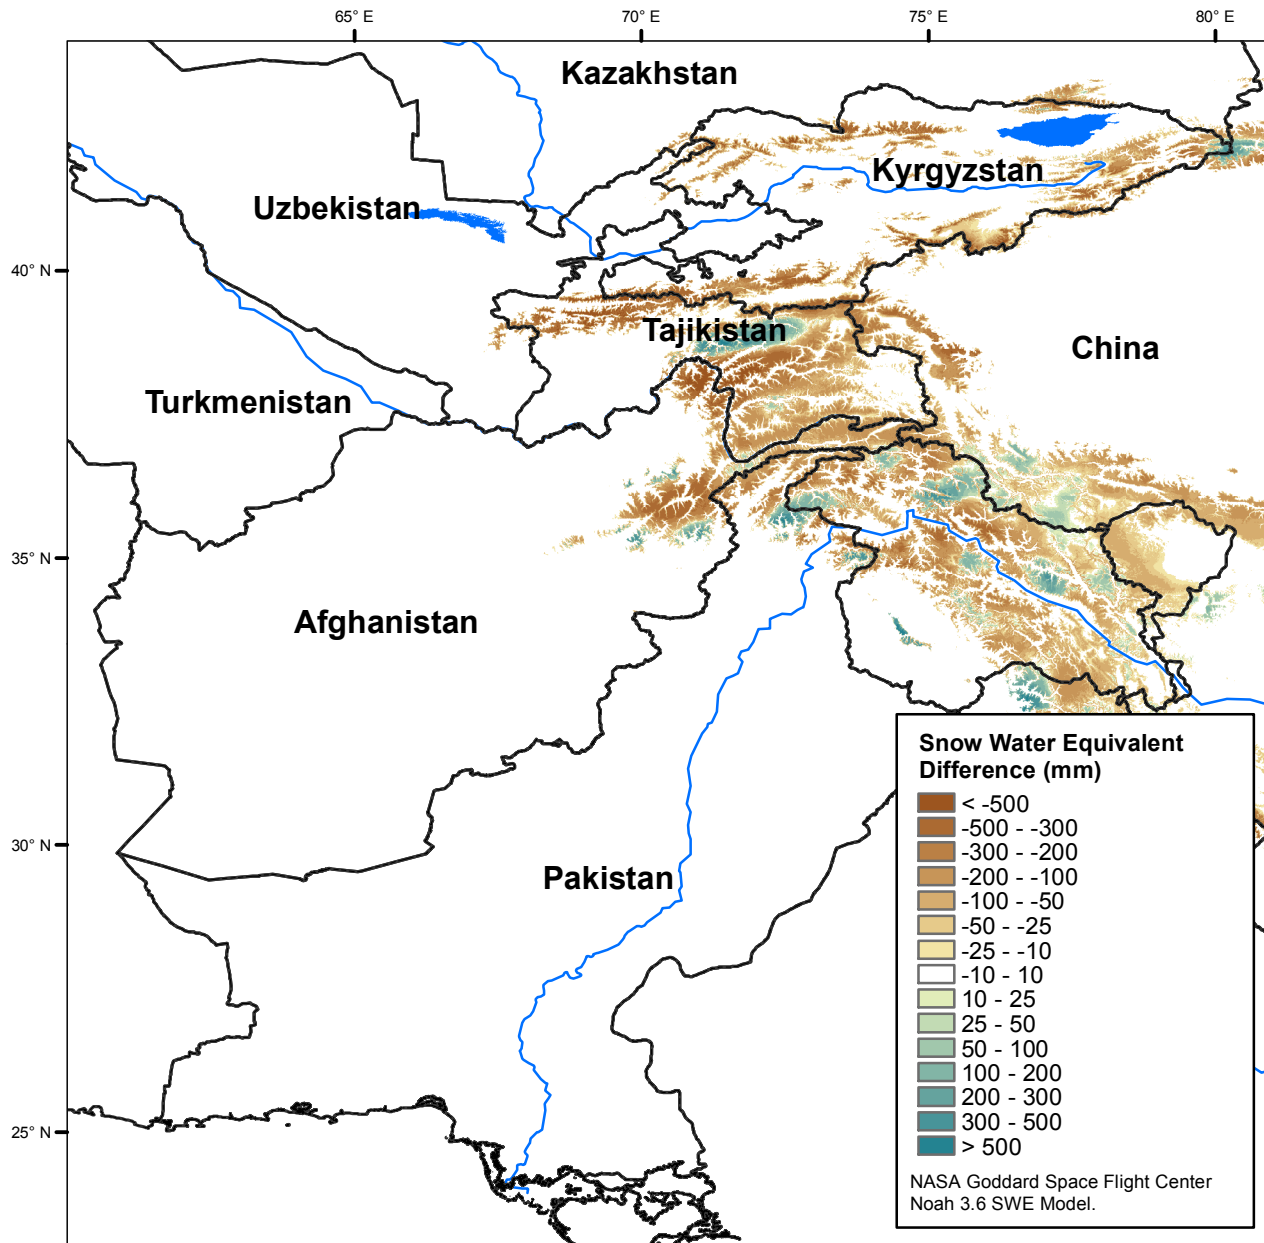 65° E
70° E
75° E
80° E
Kazakhstan
Kyrgyzstan
Uzbekistan
40° N
Tajikistan
China
Turkmenistan
35° N
Afghanistan
Snow Water Equivalent
Difference (mm)
< -500
-500 - -300
-300 - -200
-200 - -100
-100 - -50
-50 - -25
-25 - -10
-10 - 10
10 - 25
25 - 50
50 - 100
100 - 200
200 - 300
300 - 500
> 500
NASA Goddard Space Flight Center
Noah 3.6 SWE Model.
30° N
Pakistan
25° N